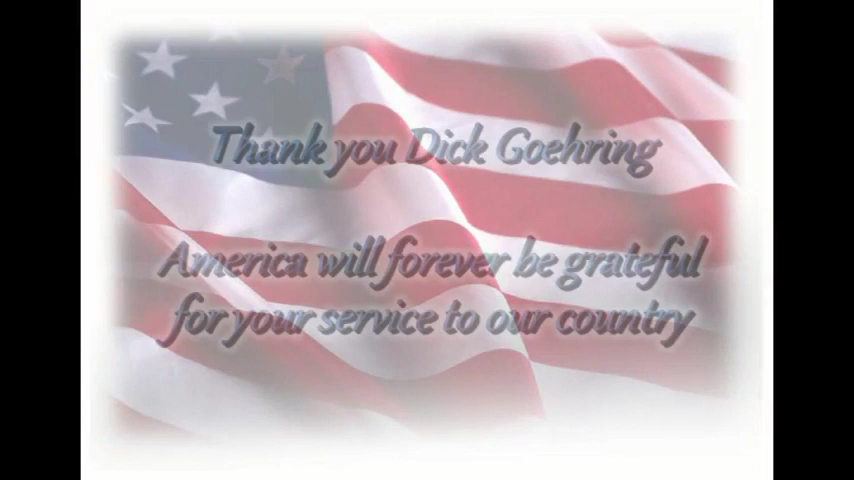 Thank you Dick Goehring
America will forever be grateful
for your service to our country